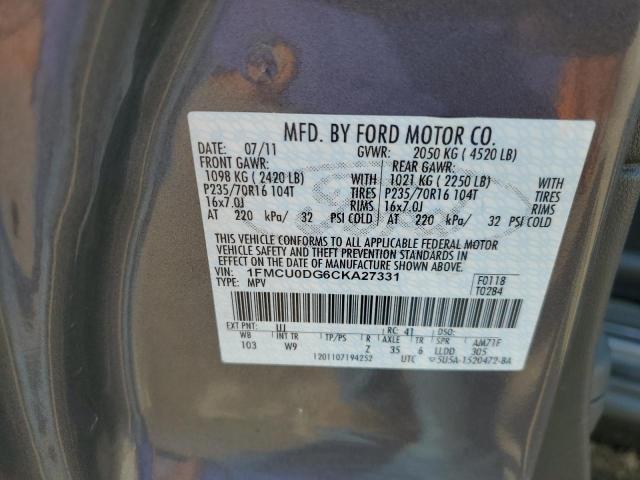 MFD. BY FORD MOTOR CO.
DATE: 07/11 GVWR: 2050 KG ( 4520 LB)
FRONT GAWR: REAR GAWR:
1098 KG ( 2420 LB) WITH 1021 KG ( 2250 LB) WITH
P235/70R16 104T TIRES P235/70R16 104T TIRES
16x7.0J RIMS 16x7.0J RIMS
AT 220 kPa/ 32 PSI COLD AT 220 kPa/ 32 PSI COLD
THIS VEHICLE CONFORMS TO ALL APPLICABLE FEDERAL MOTOR
VEHICLE SAFETY AND THEFT PREVENTION STANDARDS IN
EFFECT ON THE DATE OF MANUFACTURE SHOWN ABOVE.
VIN: 1FMCU0DG6CKA27331 F0118
TYPE: MPV T0284
EXT PNT: UJ RC: 41 DSO:
WB INT TR TP/PS R AXLE TR SPR AM71F
103 W9 Z 35 6 LLDD 305
1201107194252 UTC 5U5A-1520472-BA